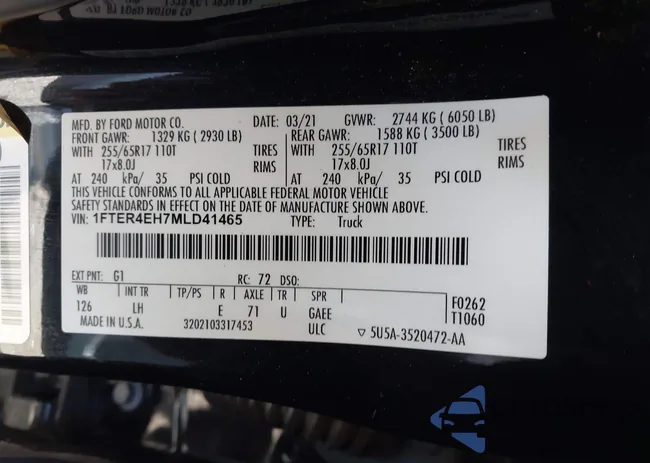 MFD. BY FORD MOTOR CO. DATE: 03/21 GVWR: 2744 KG ( 6050 LB)
FRONT GAWR: 1329 KG ( 2930 LB) REAR GAWR: 1588 KG ( 3500 LB)
WITH 255/65R17 110T TIRES WITH 255/65R17 110T TIRES
17x8.0J RIMS 17x8.0J RIMS
AT 240 kPa/ 35 PSI COLD AT 240 kPa/ 35 PSI COLD
THIS VEHICLE CONFORMS TO ALL APPLICABLE FEDERAL MOTOR VEHICLE
SAFETY STANDARDS IN EFFECT ON THE DATE OF MANUFACTURE SHOWN ABOVE.
VIN: 1FTER4EH7MLD41465 TYPE: Truck
EXT PNT: G1 RC: 72 DSO:
WB INT TR TP/PS R AXLE TR SPR F0262
126 LH E 71 U GAEE T1060
MADE IN U.S.A. 3202103317453 ULC ▽ 5U5A-3520472-AA